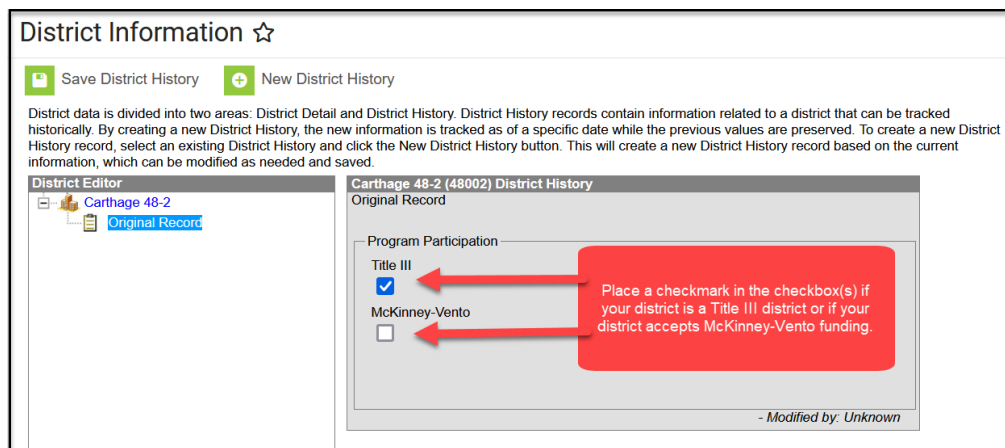 District Information
Save District History New District History
District data is divided into two areas: District Detail and District History. District History records contain information related to a district that can be tracked
historically. By creating a new District History, the new information is tracked as of a specific date while the previous values are preserved. To create a new District
History record, select an existing District History and click the New District History button. This will create a new District History record based on the current
information, which can be modified as needed and saved.
District Editor
Carthage 48-2
Original Record
Carthage 48-2 (48002) District History
Original Record
Program Participation
Title III
McKinney-Vento
Place a checkmark in the checkbox(s) if
your district is a Title III district or if your
district accepts McKinney-Vento funding.
- Modified by: Unknown